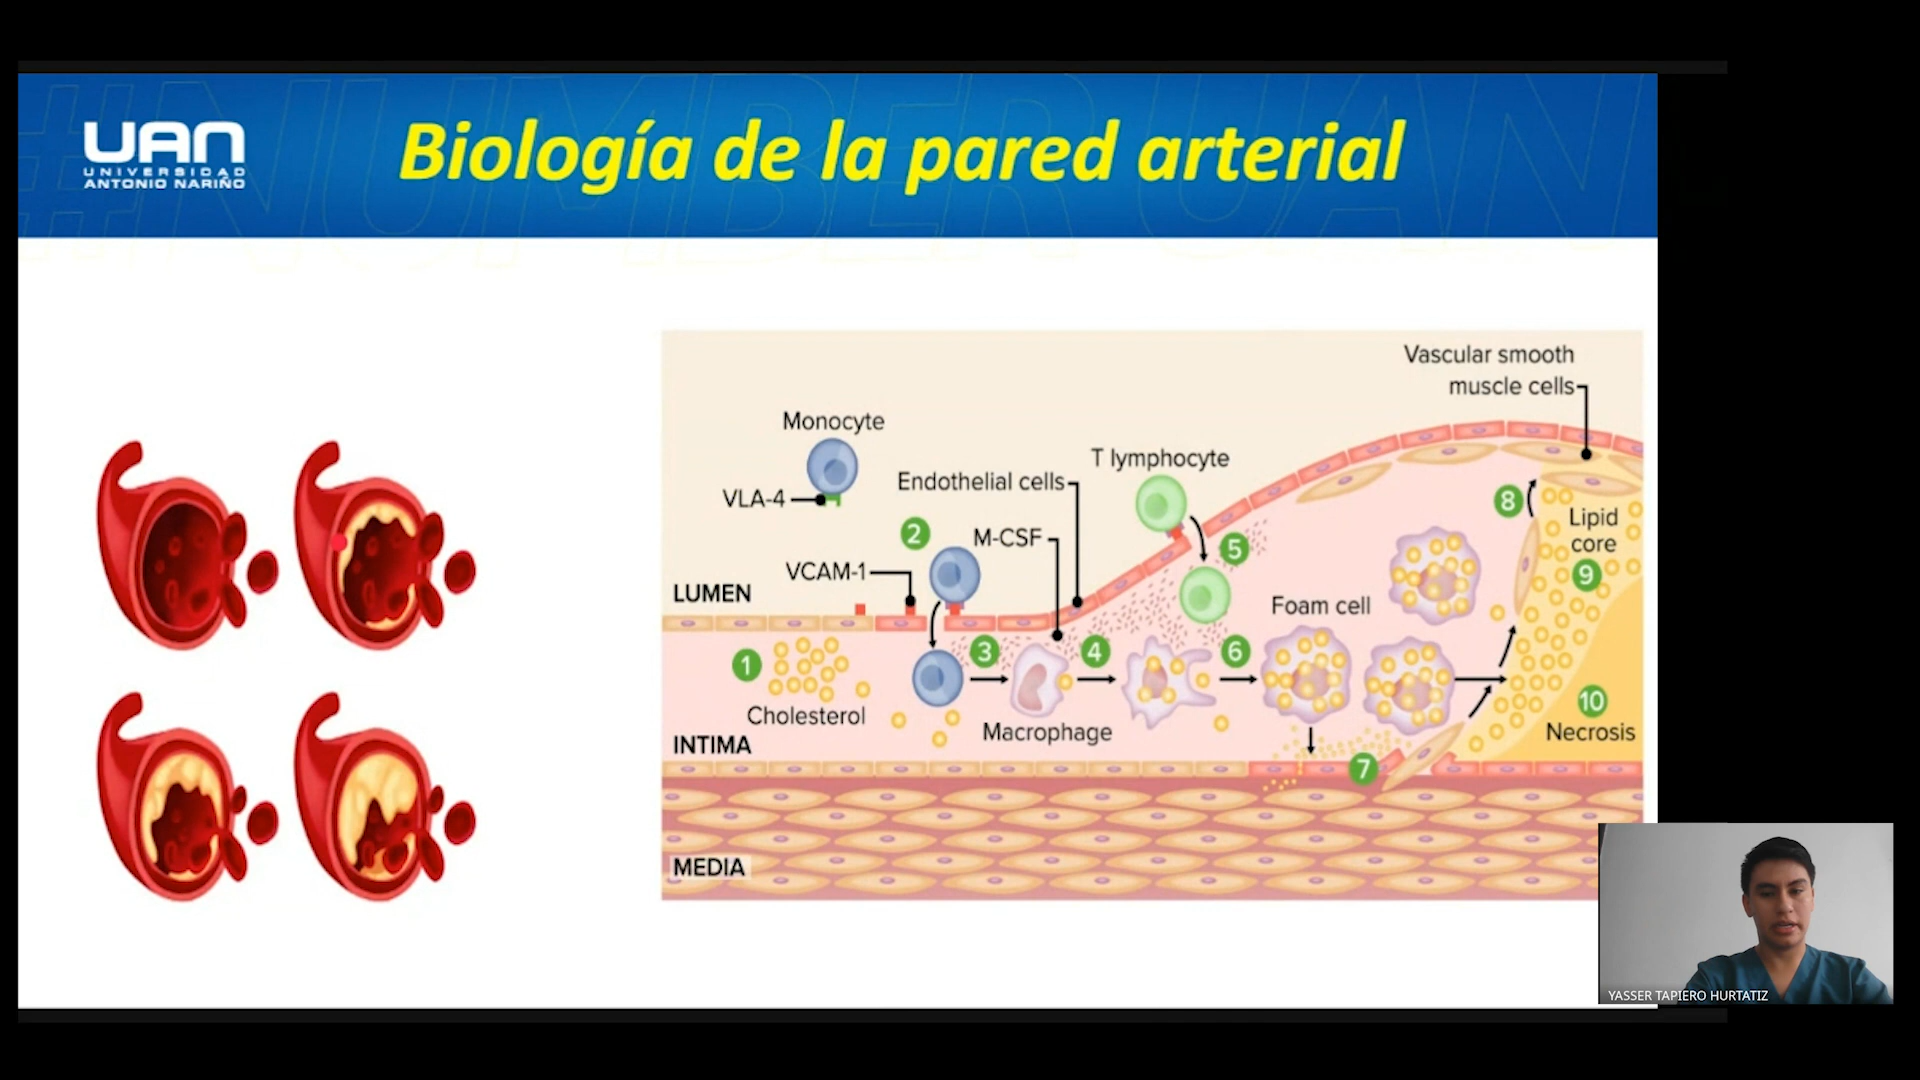 UAN
UNIVERSIDAD
ANTONIO NARIÑO
#NUMBER UAN
Biología de la pared arterial
Vascular smooth
muscle cells
Monocyte
T lymphocyte
Endothelial cells
VLA-4
8
Lipid
core
2
M-CSF
5
VCAM-1
9
LUMEN
Foam cell
1
3
4
6
10
Cholesterol
Macrophage
Necrosis
INTIMA
7
MEDIA
YASSER TAPIERO HURTATIZ